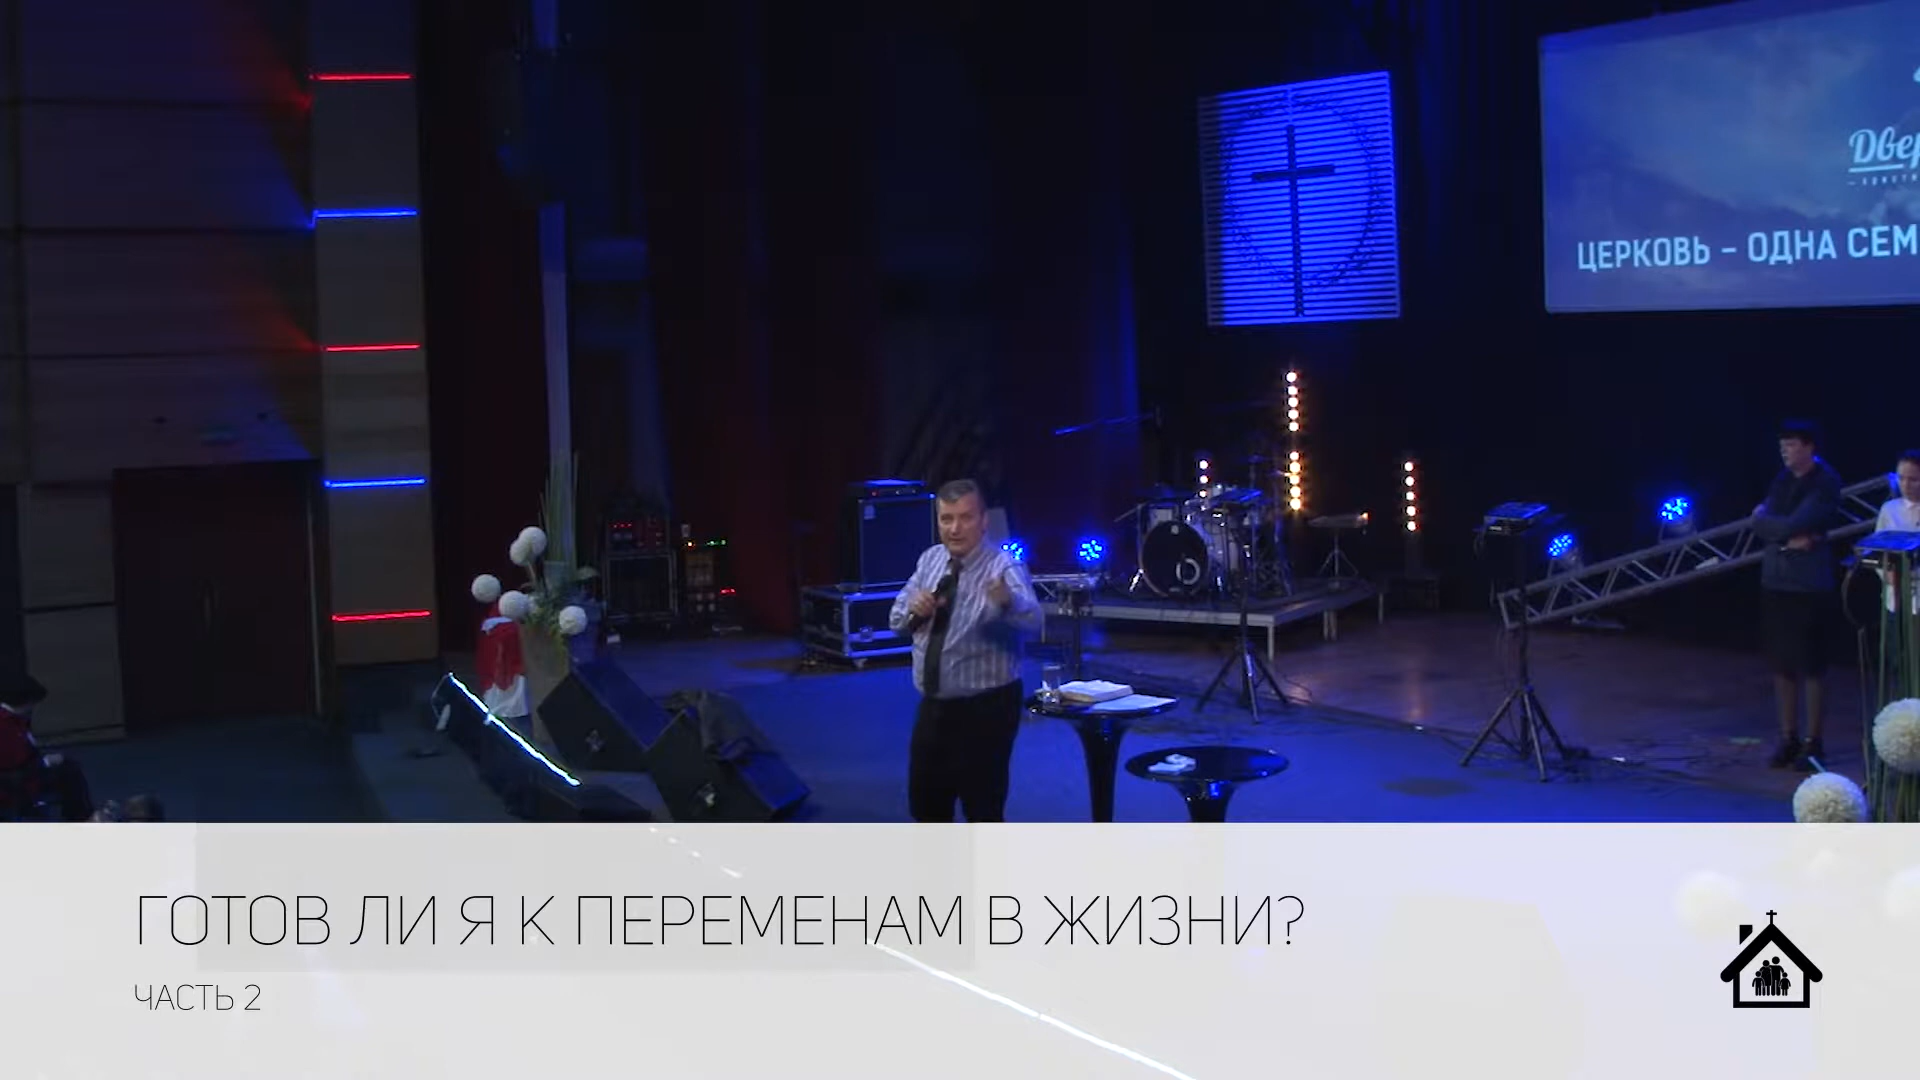 ЦЕРКОВЬ – ОДНА СЕМ
ГОТОВ ЛИ Я К ПЕРЕМЕНАМ В ЖИЗНИ?
ЧАСТЬ 2